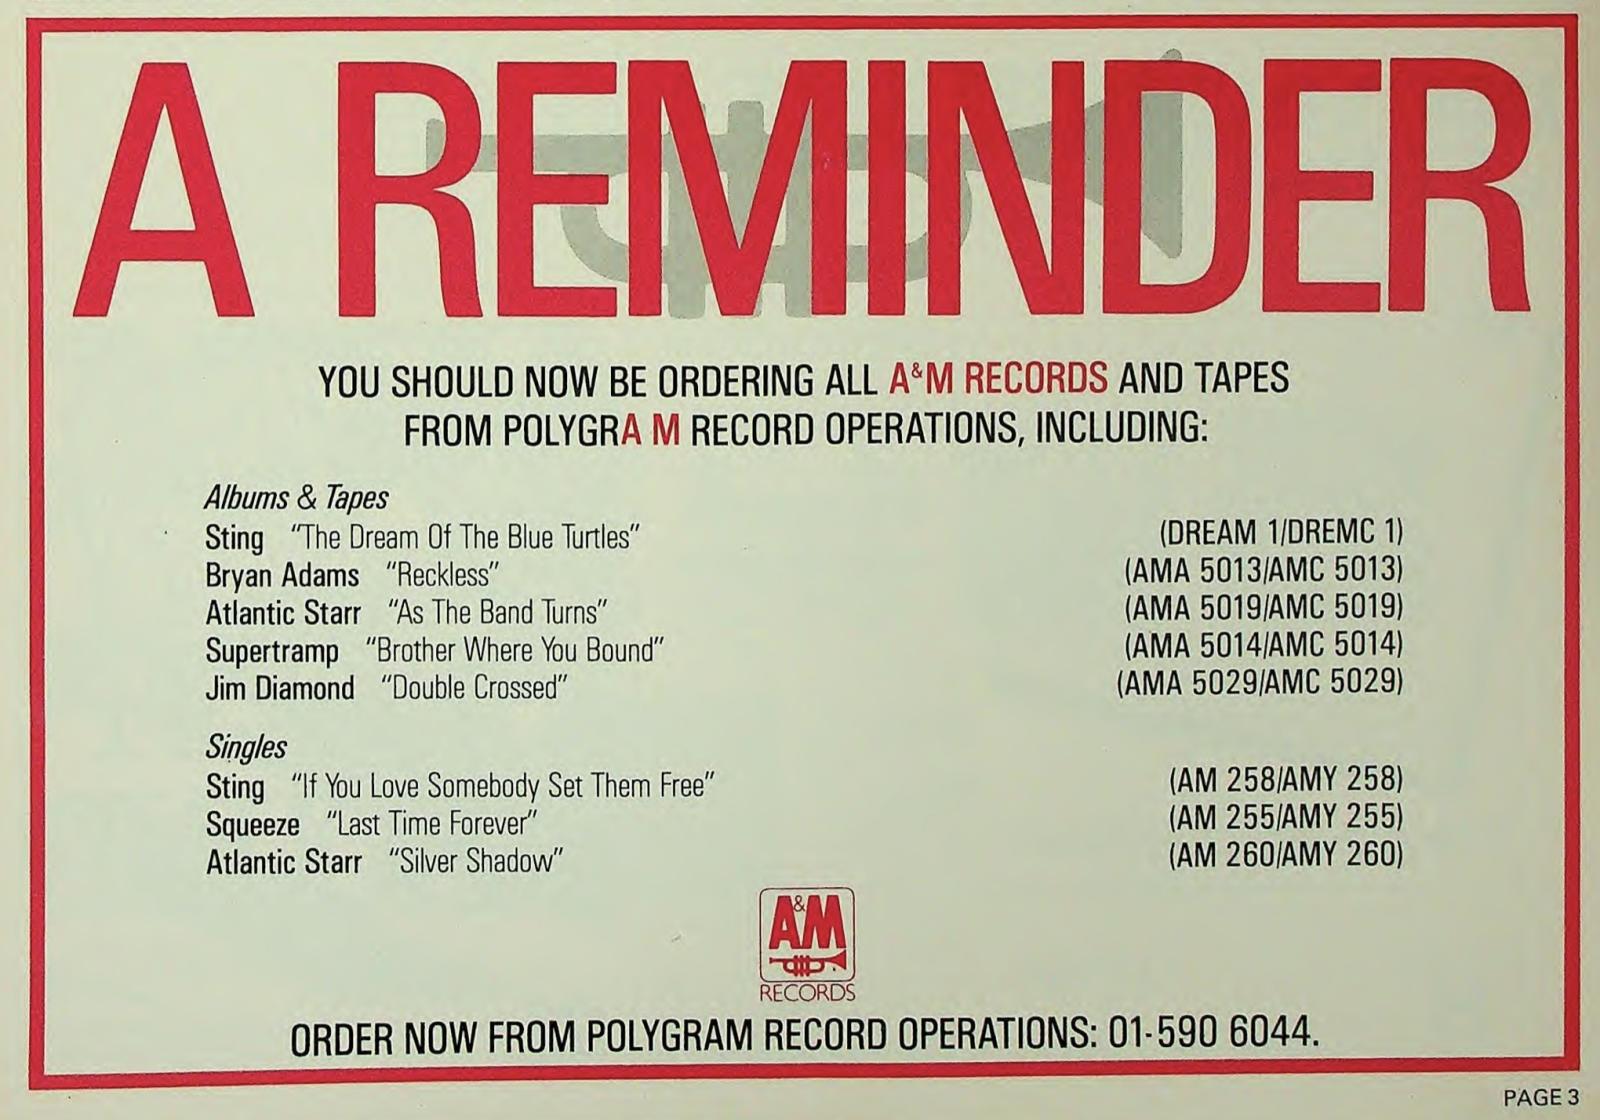 A REMINDER
YOU SHOULD NOW BE ORDERING ALL A&M RECORDS AND TAPES
FROM POLYGRA M RECORD OPERATIONS, INCLUDING:
Albums & Tapes
Sting "The Dream Of The Blue Turtles" (DREAM 1/DREMC 1)
Bryan Adams "Reckless" (AMA 5013/AMC 5013)
Atlantic Starr "As The Band Turns" (AMA 5019/AMC 5019)
Supertramp "Brother Where You Bound" (AMA 5014/AMC 5014)
Jim Diamond "Double Crossed" (AMA 5029/AMC 5029)
Singles
Sting "If You Love Somebody Set Them Free" (AM 258/AMY 258)
Squeeze "Last Time Forever" (AM 255/AMY 255)
Atlantic Starr "Silver Shadow" (AM 260/AMY 260)
A&M
RECORDS
ORDER NOW FROM POLYGRAM RECORD OPERATIONS: 01-590 6044.
PAGE 3